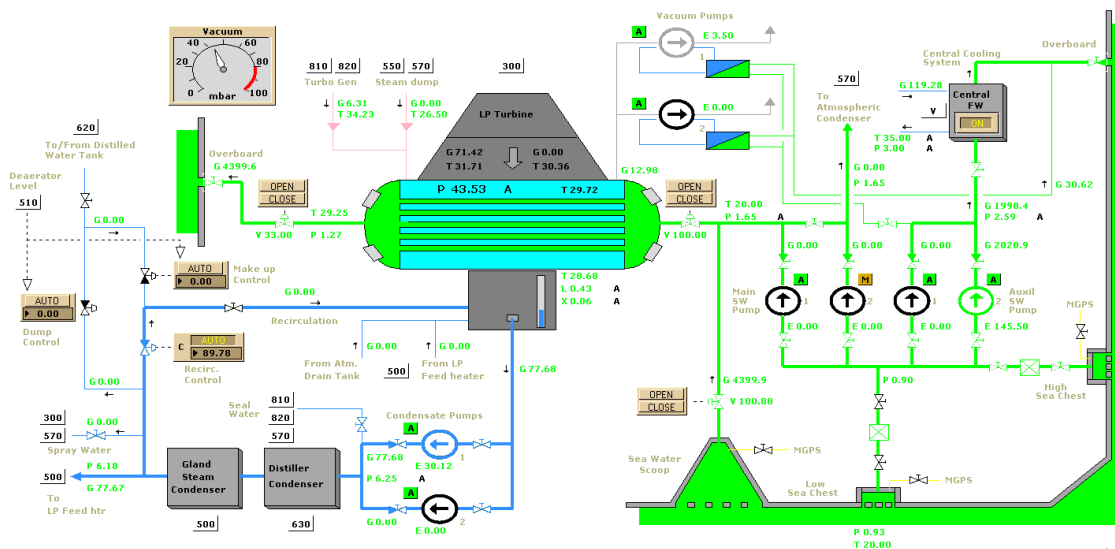 Vacuum
40 60
20 80
0 100
mbar
810 820
Turbo Gen
550 570
Steam dump
300
LP Turbine
Vacuum Pumps
A
E 3.50
1
A
E 0.00
2
570
To
Atmospheric
Condenser
Central Cooling
System
G 119.28
V
Central
FW
ON
T 35.00 A
P 3.00 A
Overboard
G 6.31
T 34.23
G 0.00
T 26.50
G 71.42
T 31.71
G 0.00
T 30.36
P 43.53 A
T 29.72
G 12.98
G 0.00
P 1.65
G 30.62
G 1990.4
P 2.59 A
620
To/From Distilled
Water Tank
Deaerator
Level
510
G 0.00
Overboard
G 4399.6
OPEN
CLOSE
T 29.25
V 33.00
P 1.27
OPEN
CLOSE
V 100.00
T 20.00
P 1.65 A
G 0.00
G 0.00
G 0.00
G 2020.9
AUTO
0.00
Make up
Control
AUTO
0.00
Dump
Control
T 28.68
L 0.43 A
X 0.06 A
A
M
A
A
Main
SW
Pump
1
2
1
2
Auxil
SW
Pump
E 0.00
E 0.00
E 0.00
E 145.50
MGPS
G 0.00
Recirculation
C
AUTO
89.78
Recirc.
Control
G 0.00
G 0.00
From Atm.
Drain Tank
500
G 0.00
From LP
Feed heater
G 77.68
P 0.90
High
Sea Chest
G 4399.9
OPEN
CLOSE
V 100.00
300
570
Spray Water
G 0.00
Seal
Water
810
820
570
Condensate Pumps
A
G 77.68
E 30.12
1
P 6.25 A
A
G 0.00
E 0.00
2
P 6.18
500
G 77.67
To
LP Feed htr
Gland
Steam
Condenser
500
Distiller
Condenser
630
Sea Water
Scoop
MGPS
Low
Sea Chest
MGPS
P 0.93
T 20.00